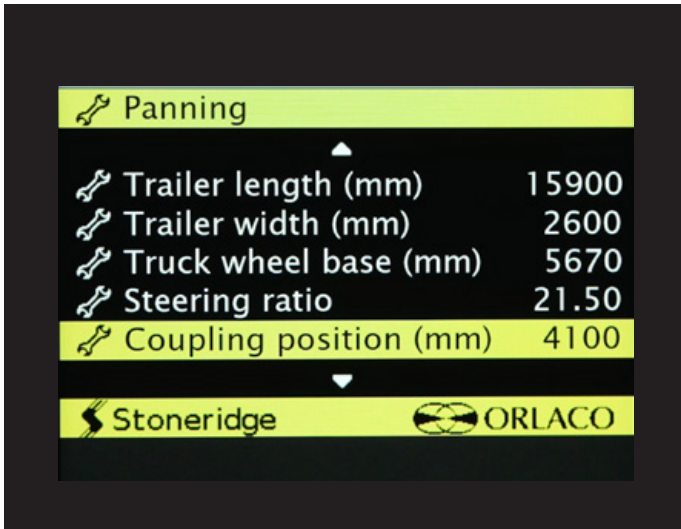 Panning
Trailer length (mm) 15900
Trailer width (mm) 2600
Truck wheel base (mm) 5670
Steering ratio 21.50
Coupling position (mm) 4100
Stoneridge ORLACO